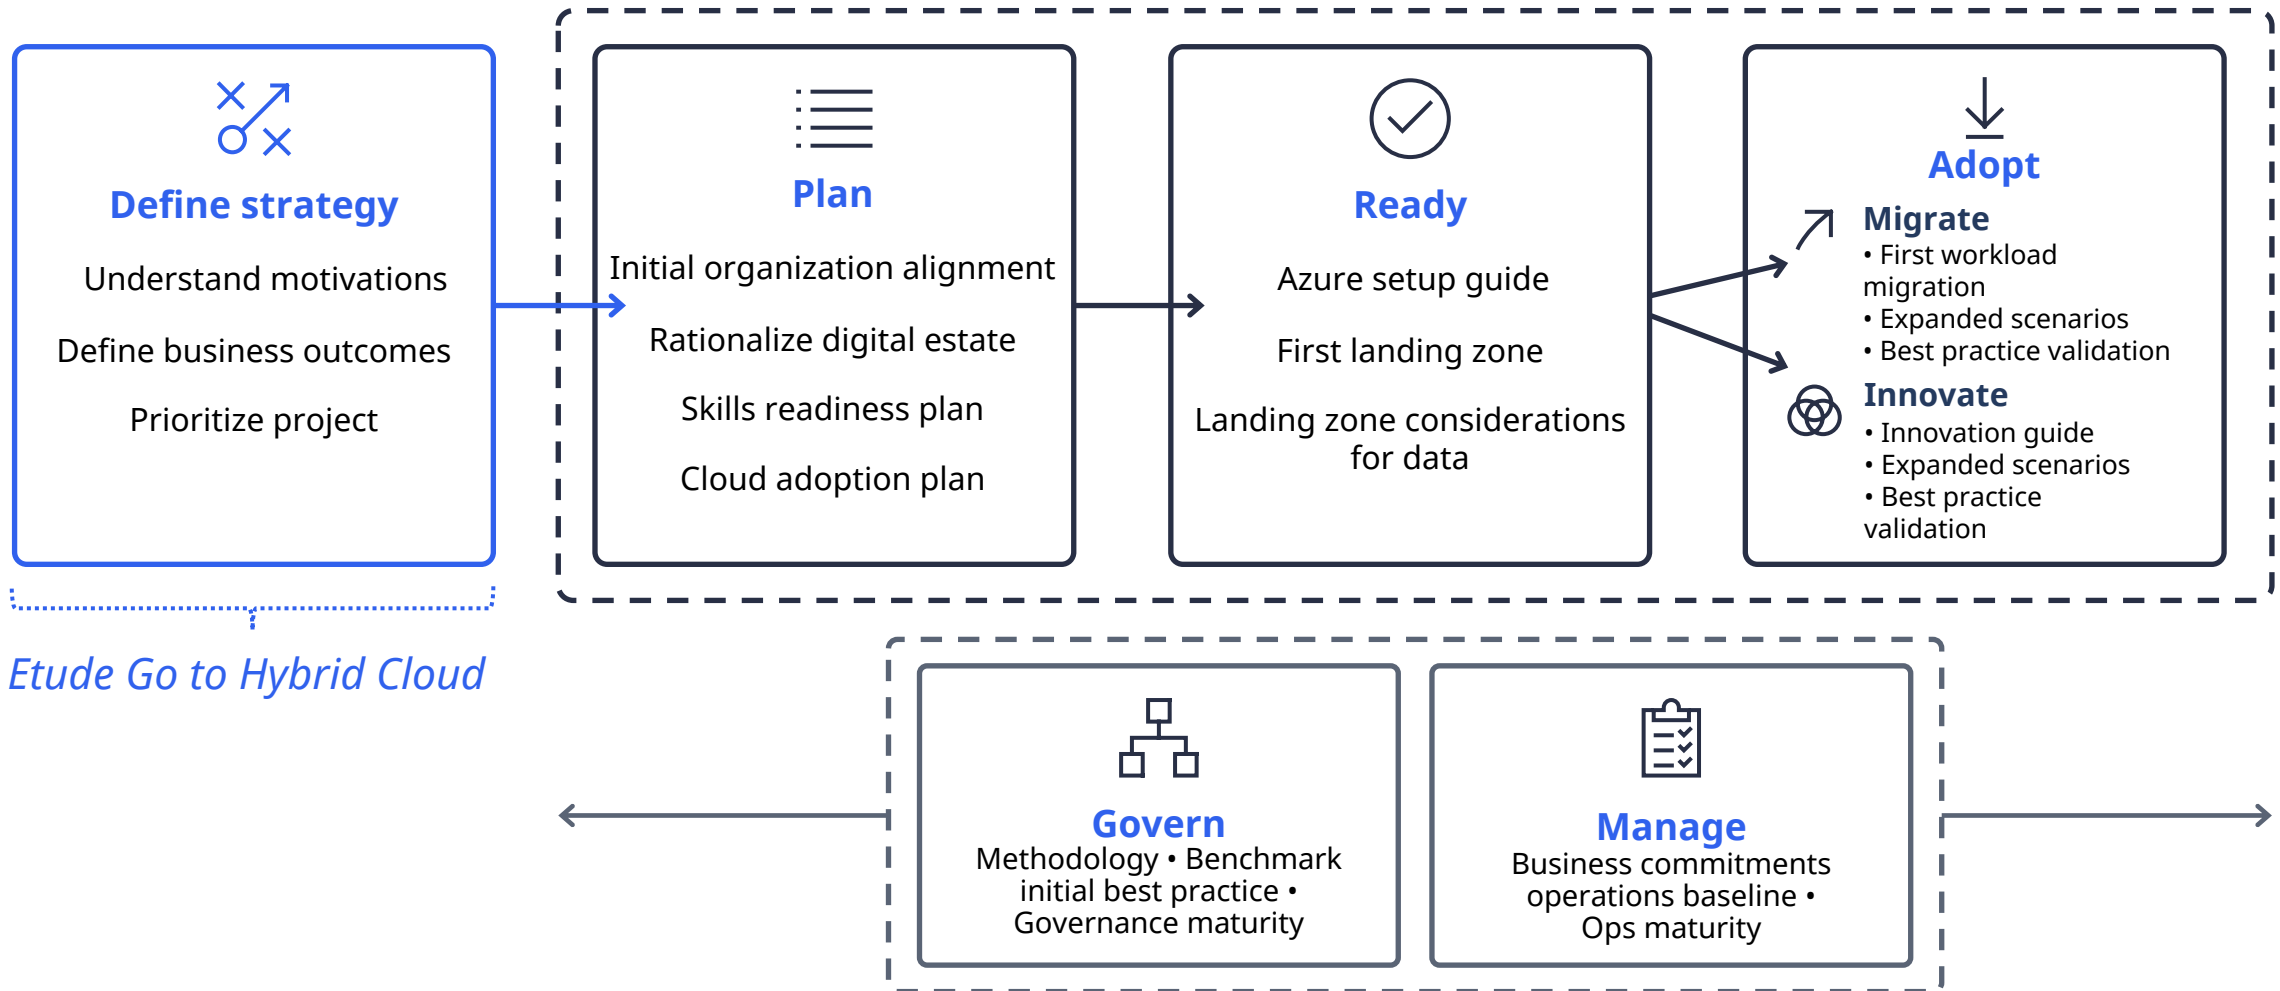 Define strategy
Understand motivations
Define business outcomes
Prioritize project
Etude Go to Hybrid Cloud
Plan
Initial organization alignment
Rationalize digital estate
Skills readiness plan
Cloud adoption plan
Ready
Azure setup guide
First landing zone
Landing zone considerations
for data
Adopt
Migrate
• First workload
migration
• Expanded scenarios
• Best practice validation
Innovate
• Innovation guide
• Expanded scenarios
• Best practice
validation
Govern
Methodology • Benchmark
initial best practice •
Governance maturity
Manage
Business commitments
operations baseline •
Ops maturity